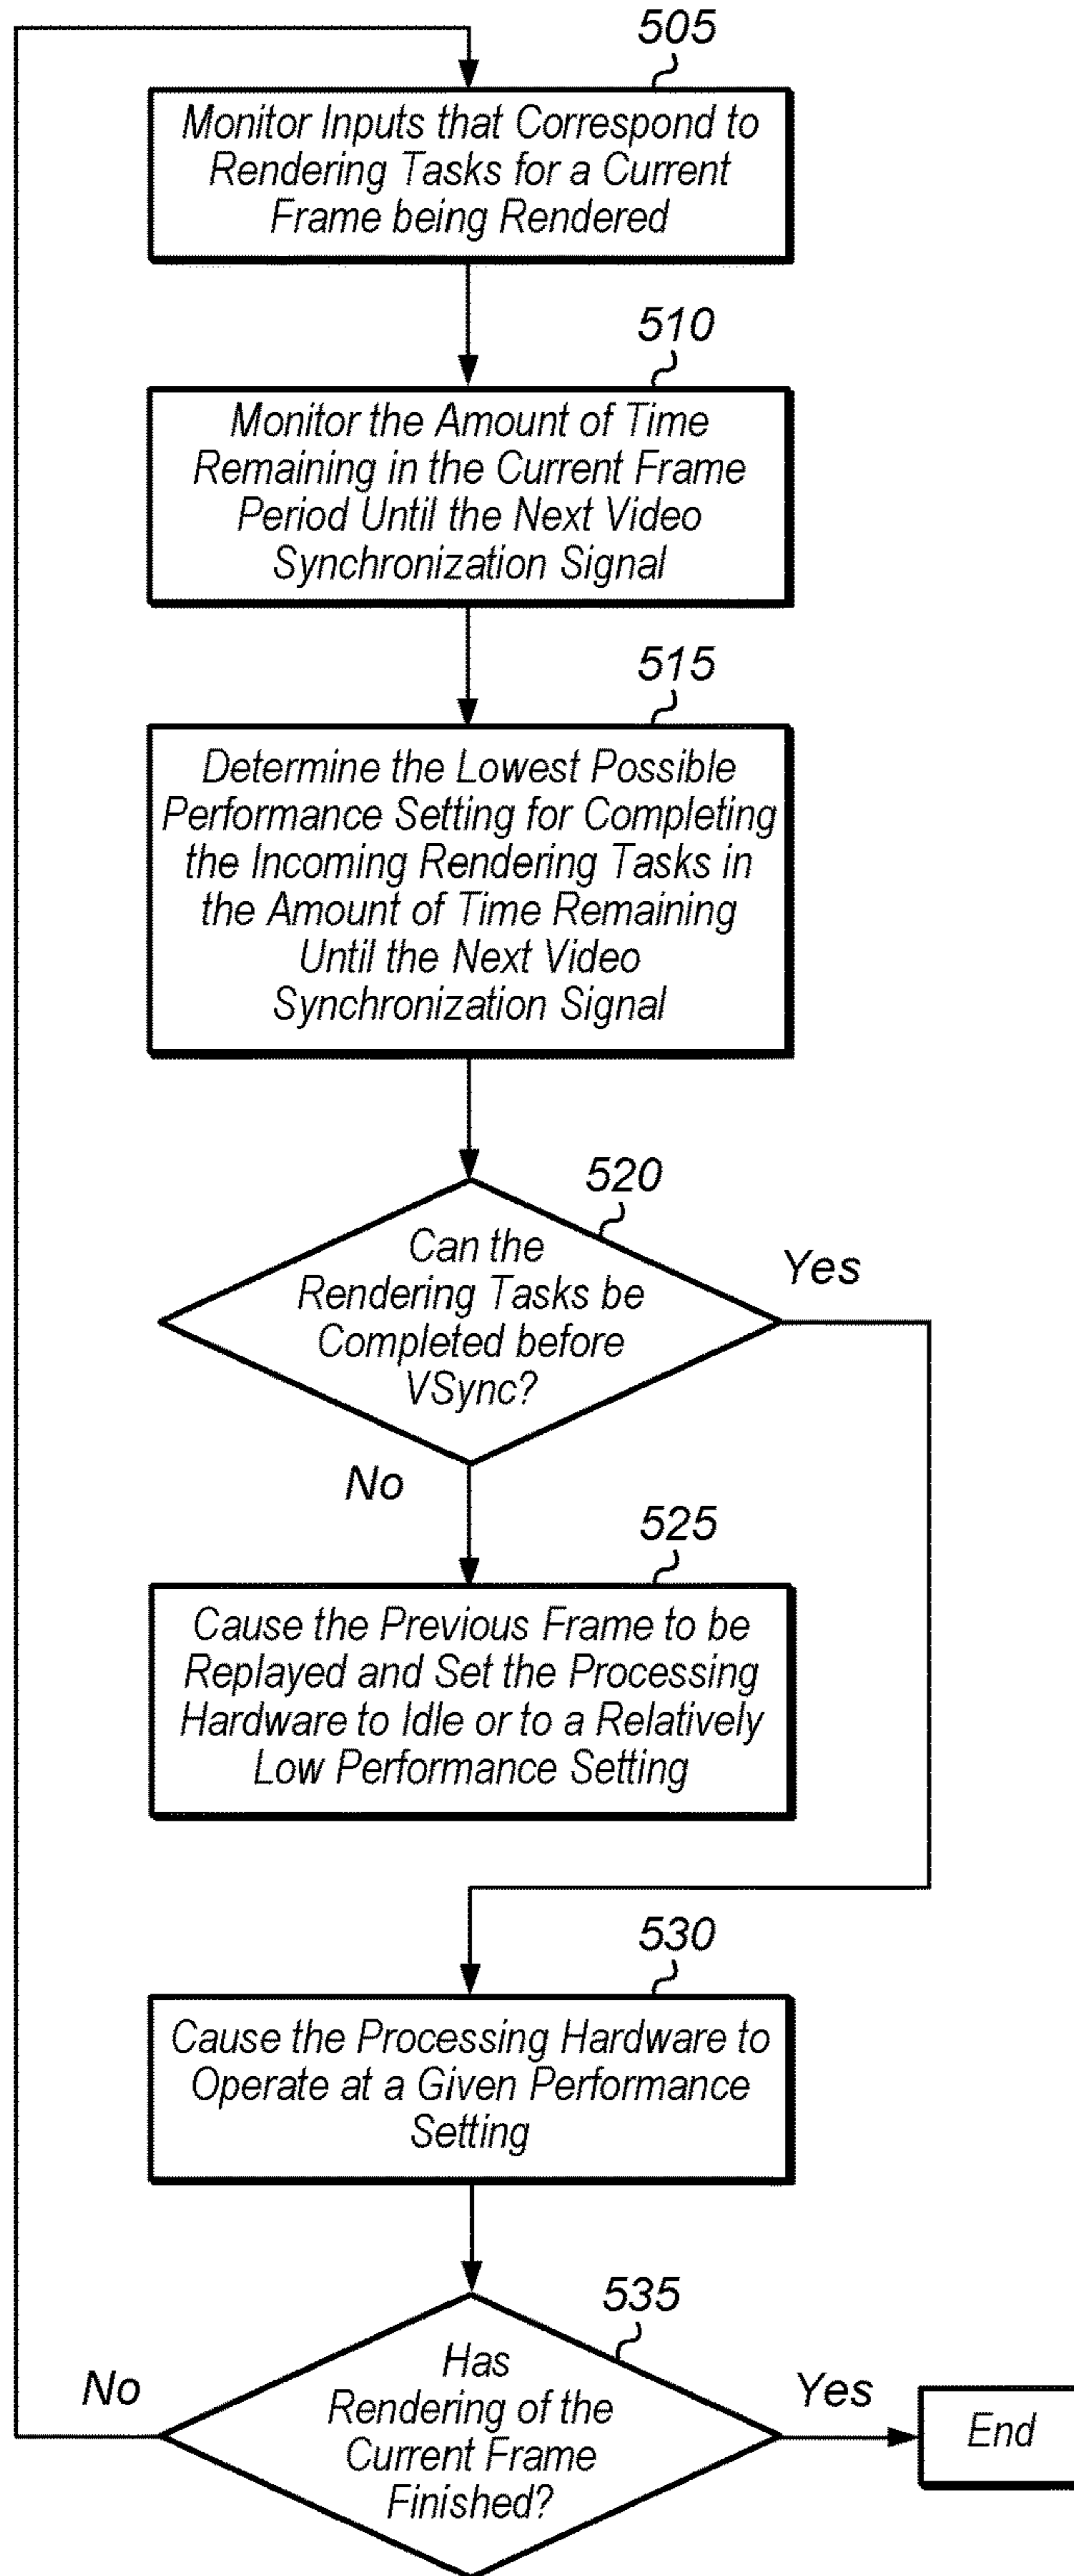 505
Monitor Inputs that Correspond to
Rendering Tasks for a Current
Frame being Rendered
510
Monitor the Amount of Time
Remaining in the Current Frame
Period Until the Next Video
Synchronization Signal
515
Determine the Lowest Possible
Performance Setting for Completing
the Incoming Rendering Tasks in
the Amount of Time Remaining
Until the Next Video
Synchronization Signal
520
Can the
Rendering Tasks be
Completed before
VSync?
Yes
No
525
Cause the Previous Frame to be
Replayed and Set the Processing
Hardware to Idle or to a Relatively
Low Performance Setting
530
Cause the Processing Hardware to
Operate at a Given Performance
Setting
535
Has
Rendering of the
Current Frame
Finished?
No
Yes
End